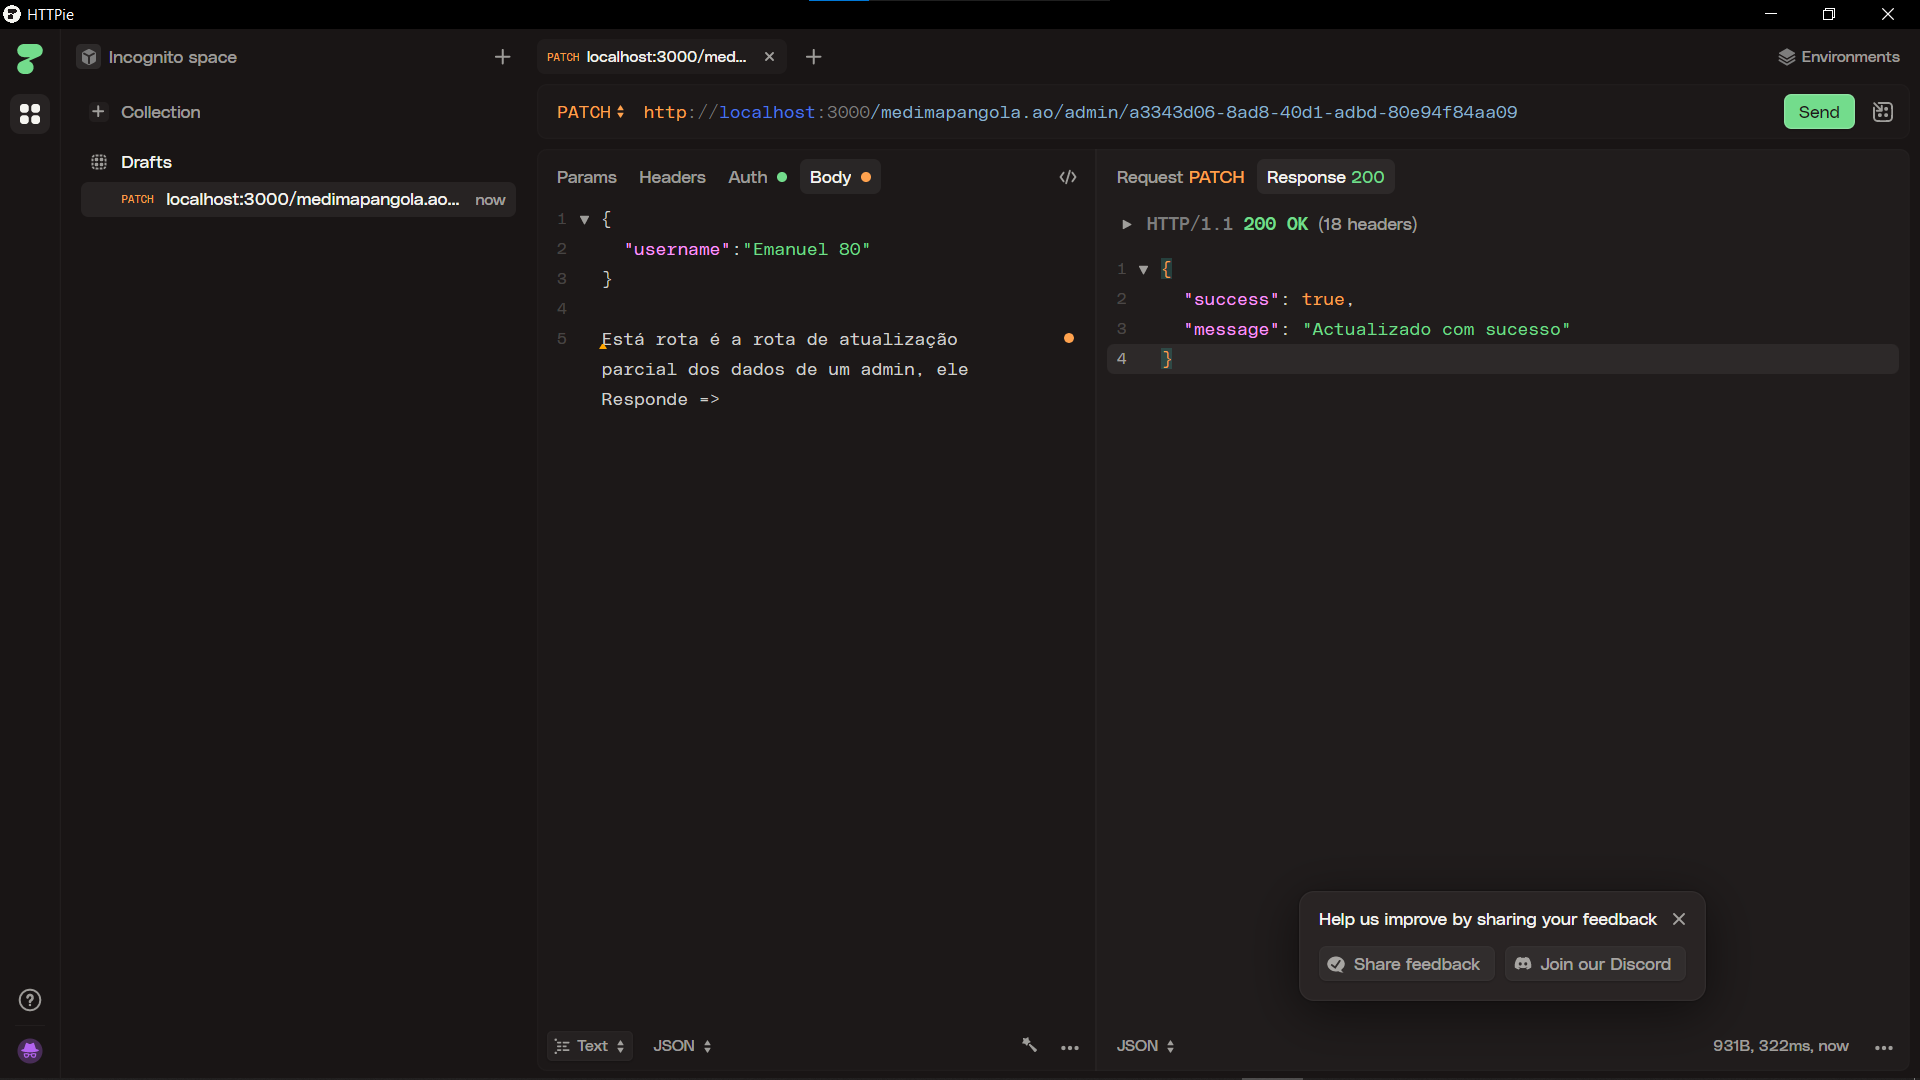 HTTPie
Incognito space
PATCH localhost:3000/med...
Environments
Collection
PATCH http://localhost:3000/medimapangola.ao/admin/a3343d06-8ad8-40d1-adbd-80e94f84aa09
Send
Drafts
PATCH localhost:3000/medimapangola.ao... now
Params Headers Auth Body
1 {
2 "username":"Emanuel 80"
3 }
4
5 Está rota é a rota de atualização
parcial dos dados de um admin, ele
Responde =>
Text JSON
Request PATCH Response 200
HTTP/1.1 200 OK (18 headers)
1 {
2 "success": true,
3 "message": "Actualizado com sucesso"
4 }
Help us improve by sharing your feedback
Share feedback Join our Discord
JSON 931B, 322ms, now